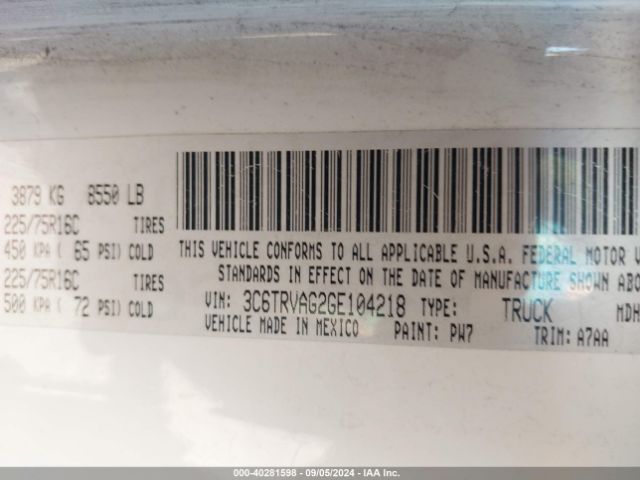 3879 KG 8550 LB
225/75R16C TIRES
450 KPA ( 65 PSI) COLD
225/75R16C TIRES
500 KPA ( 72 PSI) COLD
THIS VEHICLE CONFORMS TO ALL APPLICABLE U.S.A. FEDERAL MOTOR V
STANDARDS IN EFFECT ON THE DATE OF MANUFACTURE SHOWN ABO
VIN: 3C6TRVAG2GE104218 TYPE: TRUCK MDH
VEHICLE MADE IN MEXICO PAINT: PW7 TRIM: A7AA
000-40281598 - 09/05/2024 - IAA Inc.